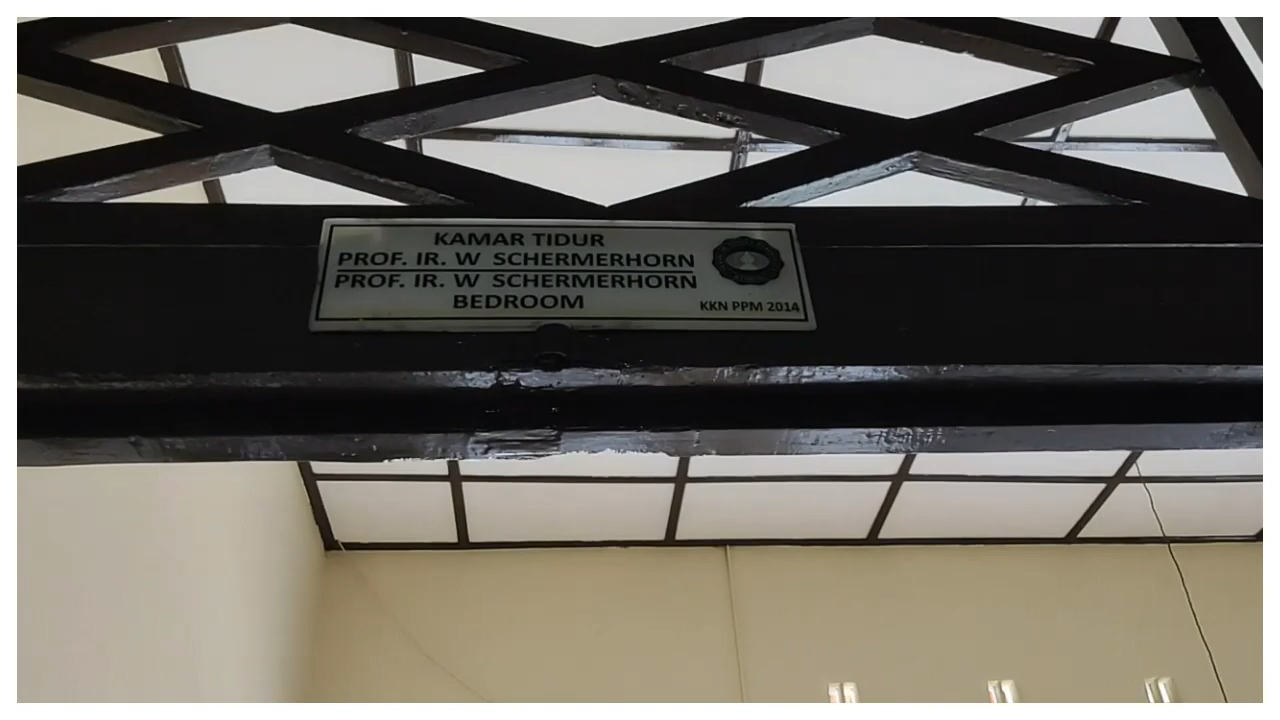 KAMAR TIDUR
PROF. IR. W SCHERMERHORN
PROF. IR. W SCHERMERHORN
BEDROOM
KKN PPM 2014